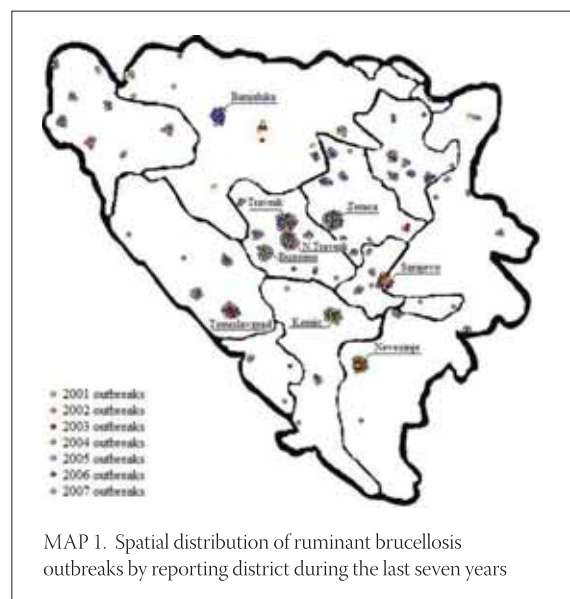 Banjaluka
Travnik
Zenica
N.Travnik
Bugojno
Sarajevo
Tomislavgrad
Konjic
Nevesinje
2001 outbreaks
2002 outbreaks
2003 outbreaks
2004 outbreaks
2005 outbreaks
2006 outbreaks
2007 outbreaks
MAP 1. Spatial distribution of ruminant brucellosis
outbreaks by reporting district during the last seven years